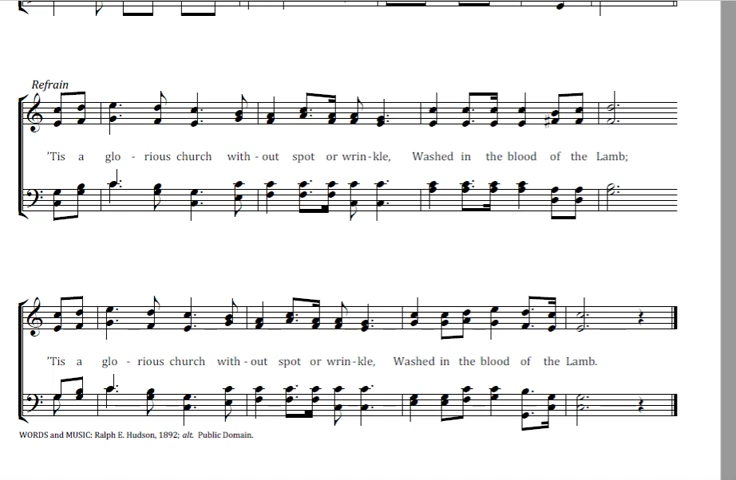 Refrain
'Tis a glo - rious church with - out spot or wrin - kle, Washed in the blood of the Lamb;
'Tis a glo - rious church with - out spot or wrin - kle, Washed in the blood of the Lamb.
WORDS and MUSIC: Ralph E. Hudson, 1892; alt. Public Domain.